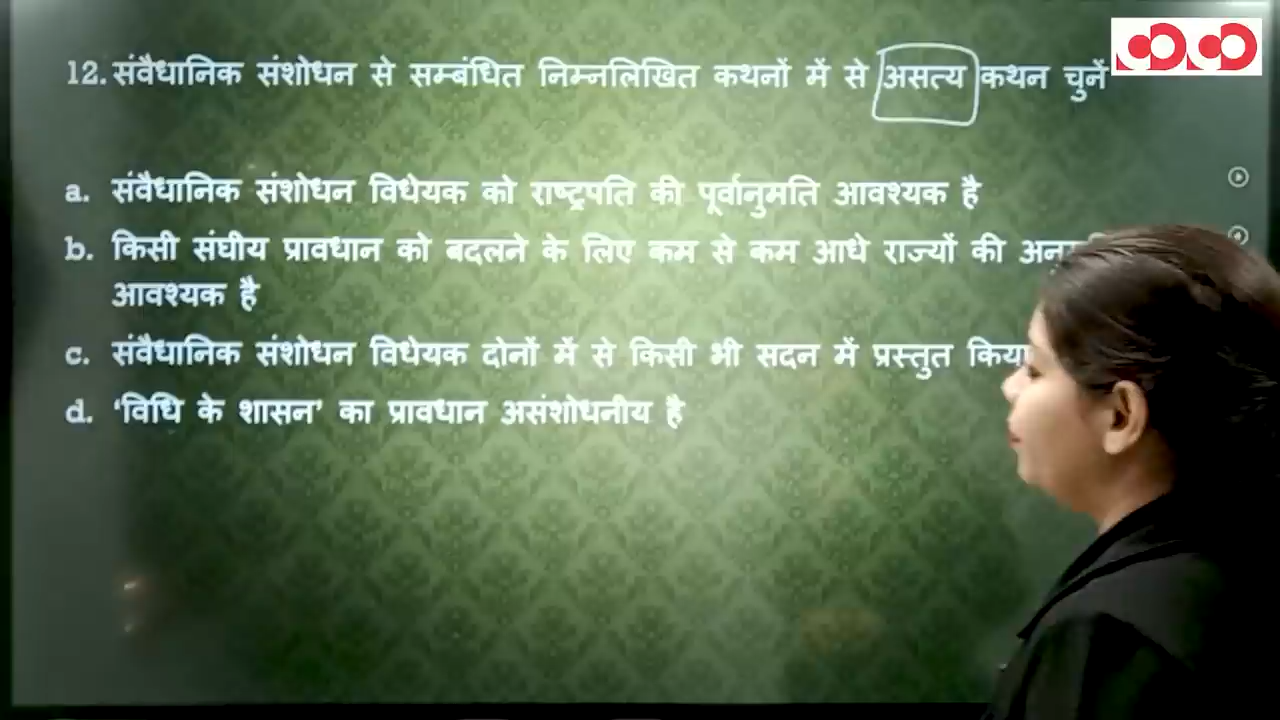 12. संवैधानिक संशोधन से सम्बंधित निम्नलिखित कथनों में से असत्य कथन चुनें
a. संवैधानिक संशोधन विधेयक को राष्ट्रपति की पूर्वानुमति आवश्यक है
b. किसी संघीय प्रावधान को बदलने के लिए कम से कम आधे राज्यों की
आवश्यक है
c. संवैधानिक संशोधन विधेयक दोनों में से किसी भी सदन में प्रस्तुत
d. ‘विधि के शासन’ का प्रावधान असंशोधनीय है